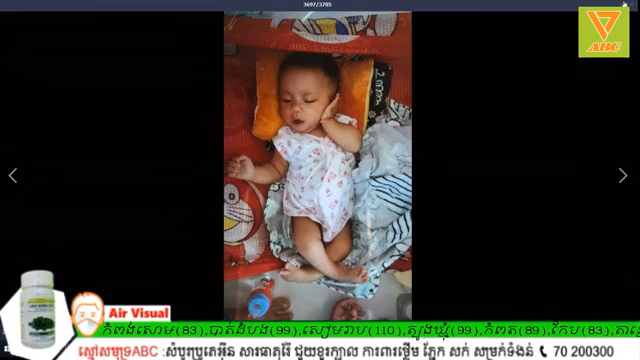 3697/3705
ABC
Air Visual
កំពង់សោម(83),បាត់ដំបង(99),សៀមរាប(110),ត្បូងឃ្មុំ(99),កំពត(89),កែប(83),តាខ្មៅ
ស្មៅសមុទ្រABC :សំបូរប្រូតេអ៊ីន សារធាតុរ៉ែ ជួយខួរក្បាល ការពារថ្លើម ភ្នែក សក់ សម្រក់ទំងន់ 70 200300